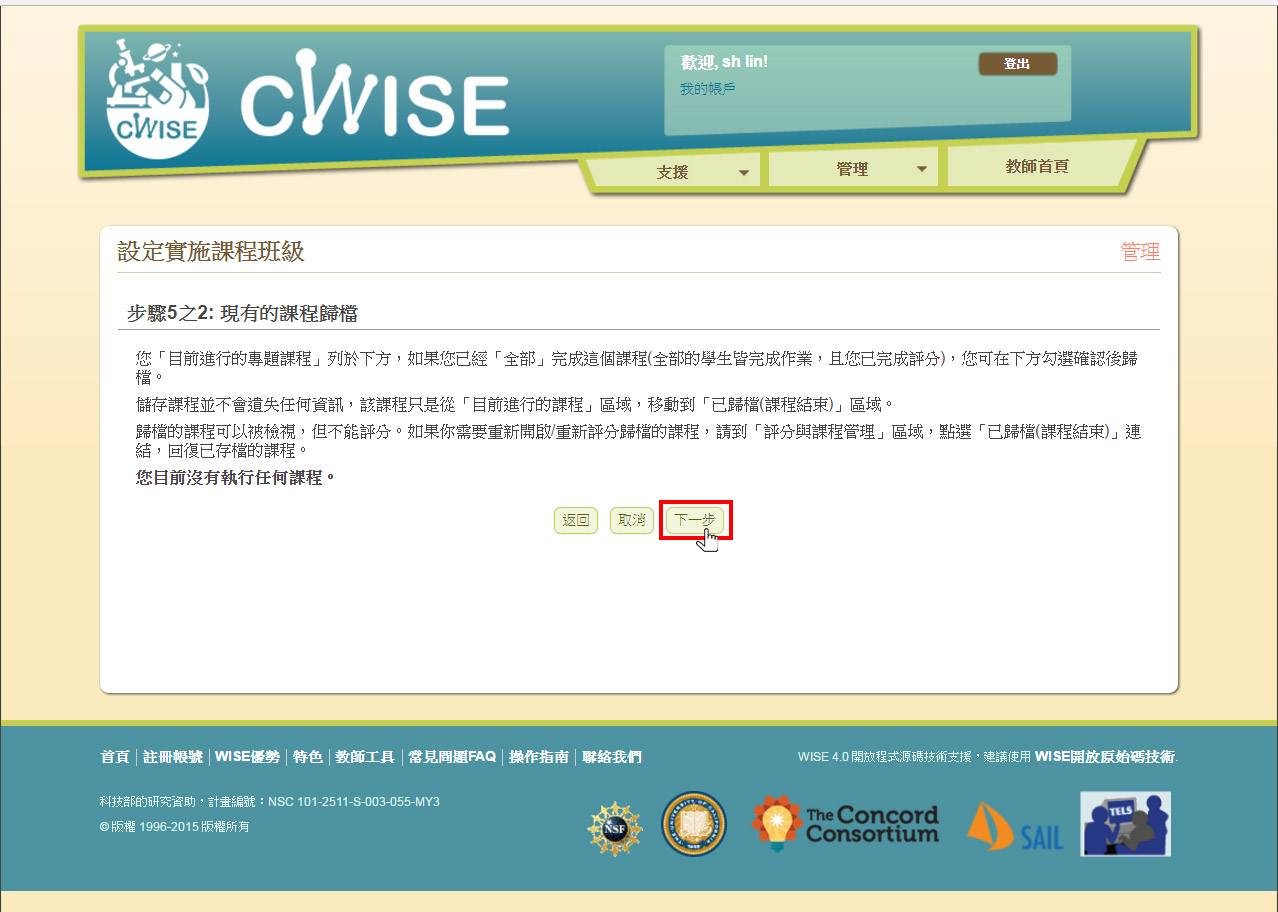 CWISE
CWISE
歡迎, sh lin!
登出
我的帳戶
支援
管理
教師首頁
設定實施課程班級
管理
步驟5之2: 現有的課程歸檔
您「目前進行的專題課程」列於下方，如果您已經「全部」完成這個課程(全部的學生皆完成作業，且您已完成評分)，您可在下方勾選確認後歸
檔。
儲存課程並不會遺失任何資訊，該課程只是從「目前進行的課程」區域，移動到「已歸檔(課程結束)」區域。
歸檔的課程可以被檢視，但不能評分。如果你需要重新開啟/重新評分歸檔的課程，請到「評分與課程管理」區域，點選「已歸檔(課程結束)」連
結，回復已存檔的課程。
您目前沒有執行任何課程。
返回
取消
下一步
首頁 | 註冊帳號 | WISE優勢 | 特色 | 教師工具 | 常見問題FAQ | 操作指南 | 聯絡我們
WISE 4.0 開放程式源碼技術支援，建議使用 WISE開放原始碼技術.
科技部的研究資助，計畫編號：NSC 101-2511-S-003-055-MY3
© 版權 1996-2015 版權所有
NSF
The Concord
Consortium
SAIL
TELS